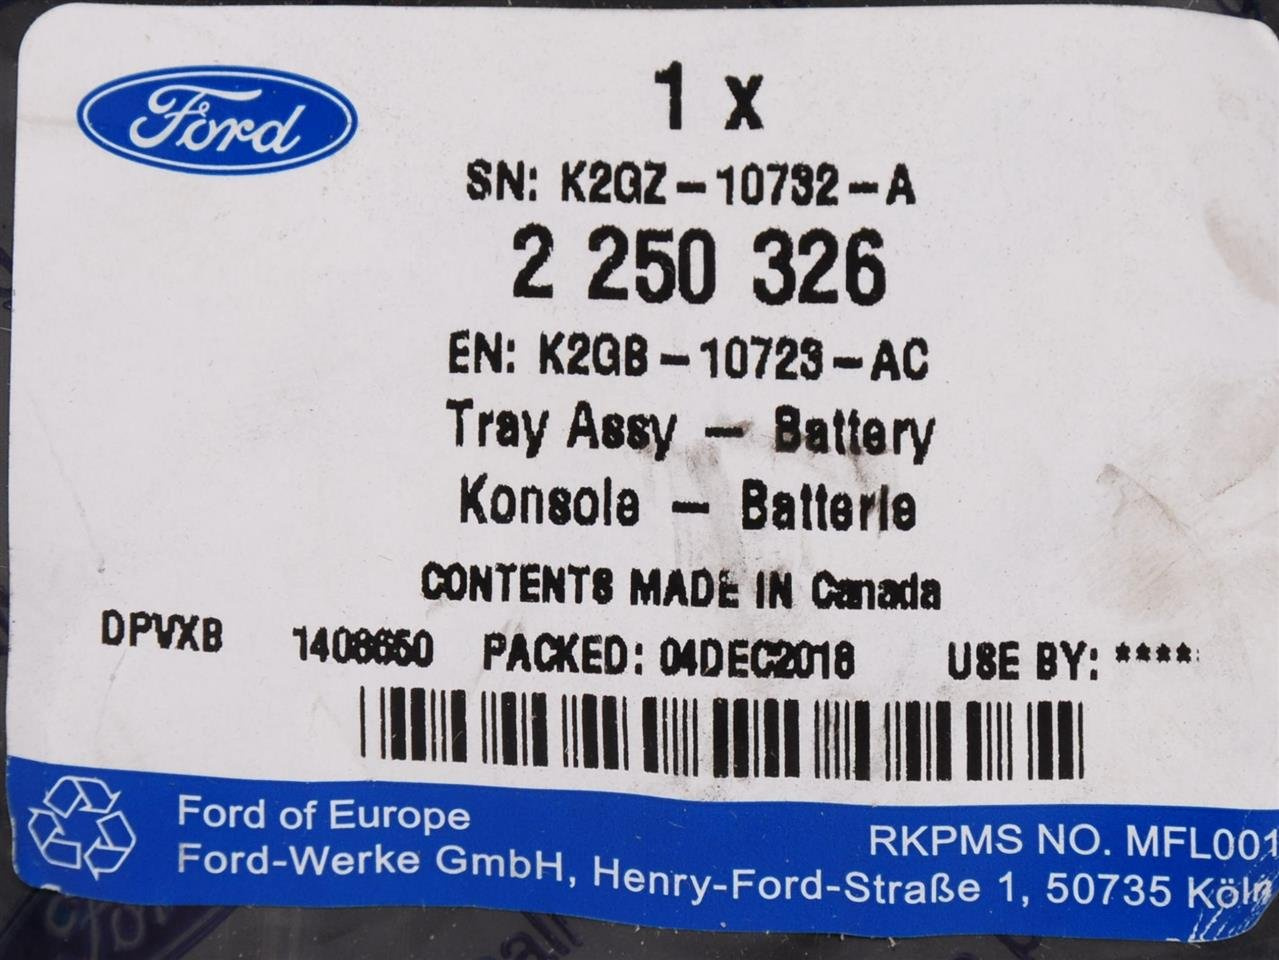 Ford
1 x
SN: K2GZ-10732-A
2 250 326
EN: K2GB-10723-AC
Tray Assy - Battery
Konsole - Batterie
CONTENTS MADE IN Canada
DPVXB 1408650 PACKED: 04DEC2018 USE BY: ****
Ford of Europe
RKPMS NO. MFL001
Ford-Werke GmbH, Henry-Ford-Straße 1, 50735 Köln